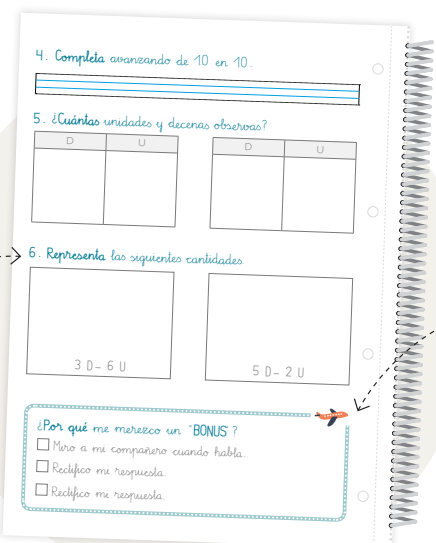 4. Completa avanzando de 10 en 10.
5. ¿Cuántas unidades y decenas observas?
D U D U
6. Representa las siguientes cantidades.
3 D- 6 U 5 D- 2 U
¿Por qué me merezco un "BONUS"?
Miro a mi compañero cuando habla.
Rectifico mi respuesta.
Rectifico mi respuesta.